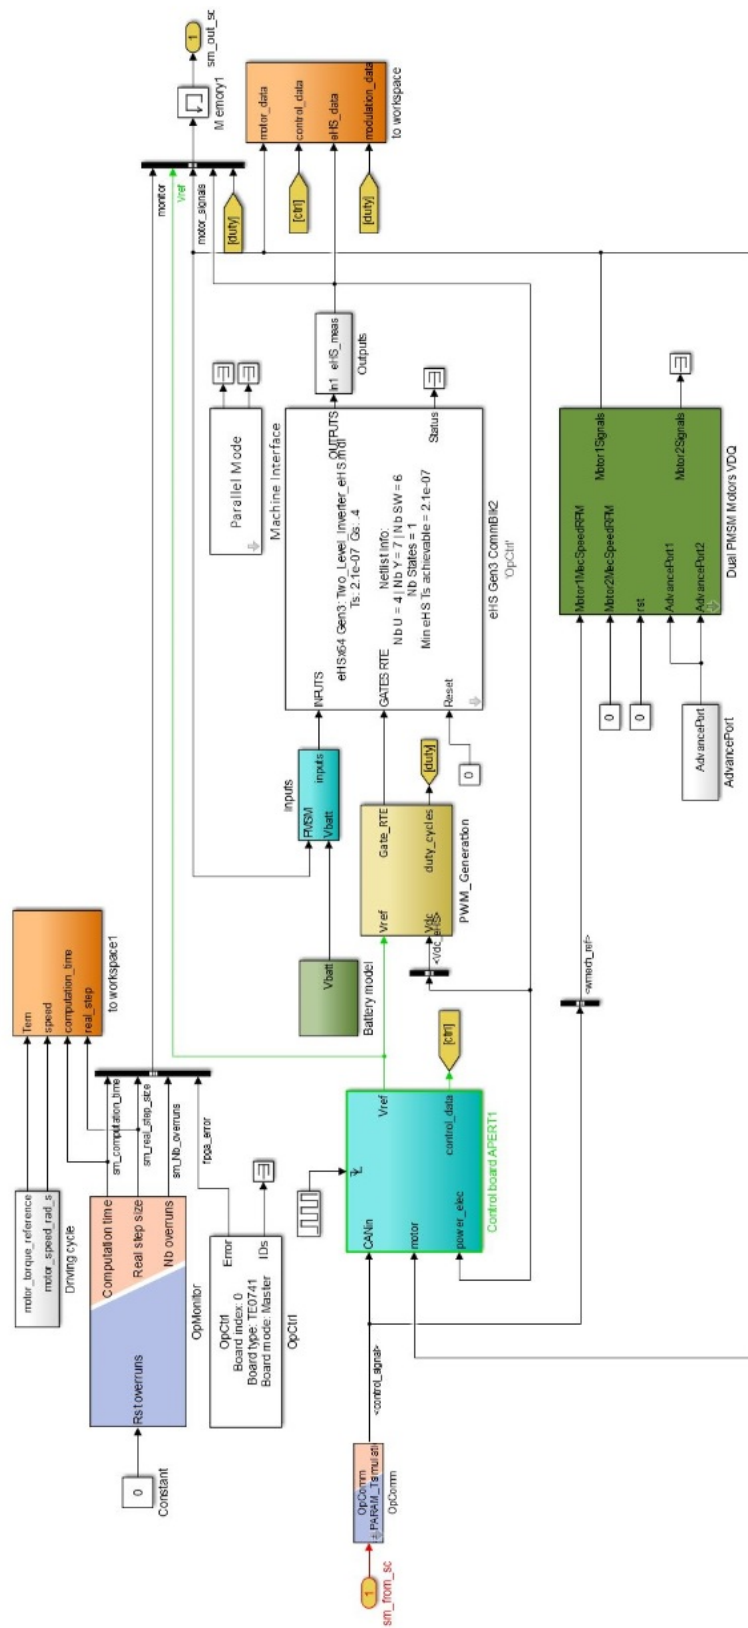 0
Constant
Rst overruns
Computation time
Real step size
Nb overruns
OpMonitor
motor_torque_reference
motor_speed_rad_s
Driving cycle
Tem
speed
computation_time
real_step
to workspace1
sm_computation_time
sm_real_step_size
sm_Nb_overruns
fpga_error
OpCtrl
Board index: 0
Board type: TE0741
Board mode: Master
Error
IDs
OpCtrl
1
sm_from_sc
OpComm
OpComm
<control_signal>
CANin
motor
power_elec
Vref
control_data
Control board APERT1
[ctrl]
Vbatt
Battery model
PMSM
Vbatt
inputs
Inputs
Vref
Vdc
<Vdc_eHS>
Gate_RTE
duty_cycles
PWM_Generation
[duty]
0
Parallel Mode
Machine Interface
INPUTS
GATES RTE
Reset
OUTPUTS
Status
eHSx64 Gen3: Two_Level_Inverter_eHS.mdl
Ts: 2.1e-07 Gs: .4
Netlist Info:
Nb U = 4 | Nb Y = 7 | Nb SW = 6
Nb States = 1
Min eHS Ts achievable = 2.1e-07
eHS Gen3 CommBlk2
'OpCtrl'
In1 eHS_meas
Outputs
monitor
Vref
motor_signals
[duty]
Memory1
1
sm_out_sc
[ctrl]
[duty]
motor_data
control_data
eHS_data
modulation_data
to workspace
<wmech_ref>
0
0
AdvancePort
AdvancePort
Motor1MecSpeedRPM
Motor2MecSpeedRPM
rst
AdvancePort1
AdvancePort2
Motor1Signals
Motor2Signals
Dual PMSM Motors VDQ